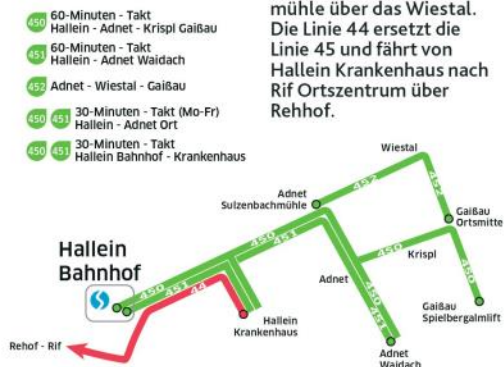 450 60-Minuten - Takt
Hallein - Adnet - Krispl Gaißau
451 60-Minuten - Takt
Hallein - Adnet Waidach
452 Adnet - Wiestal - Gaißau
450 451 30-Minuten - Takt (Mo-Fr)
Hallein - Adnet Ort
450 451 30-Minuten - Takt
Hallein Bahnhof - Krankenhaus
mühle über das Wiestal.
Die Linie 44 ersetzt die
Linie 45 und fährt von
Hallein Krankenhaus nach
Rif Ortszentrum über
Rehhof.
Wiestal
452
452
Adnet
Sulzenbachmühle
Gaißau
Ortsmitte
450
451
450
Krispl
450
Hallein
Bahnhof
450
451
44
Adnet
450
451
Hallein
Krankenhaus
Gaißau
Spielbergalmlift
Rehof - Rif
Adnet
Waidach